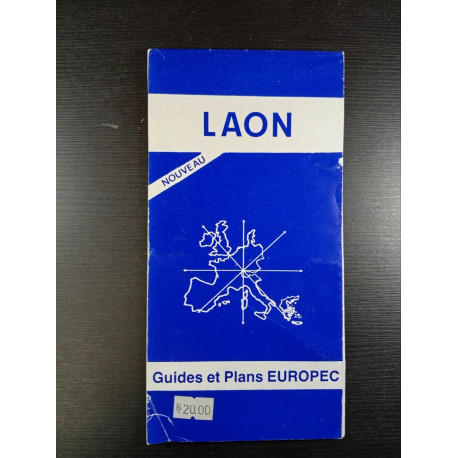 LAON
NOUVEAU
Guides et Plans EUROPEC
20.00